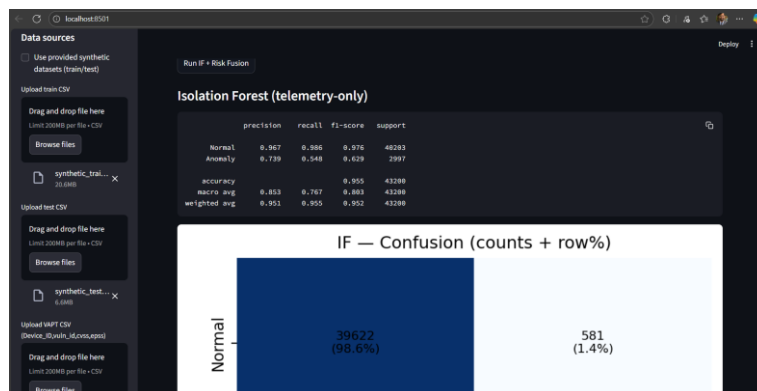 localhost:8501
Deploy
Data sources
Use provided synthetic
datasets (train/test)
Upload train CSV
Drag and drop file here
Limit 200MB per file • CSV
Browse files
synthetic_trai...
20.6MB
Upload test CSV
Drag and drop file here
Limit 200MB per file • CSV
Browse files
synthetic_test...
6.6MB
Upload VAPT CSV
(Device_ID,vuln_id,cvss,epss)
Drag and drop file here
Limit 200MB per file • CSV
Browse files
Run IF + Risk Fusion
Isolation Forest (telemetry-only)
precision recall f1-score support
Normal 0.967 0.986 0.976 40203
Anomaly 0.739 0.548 0.629 2997
accuracy 0.955 43200
macro avg 0.853 0.767 0.803 43200
weighted avg 0.951 0.955 0.952 43200
IF — Confusion (counts + row%)
Normal
39622
(98.6%)
581
(1.4%)